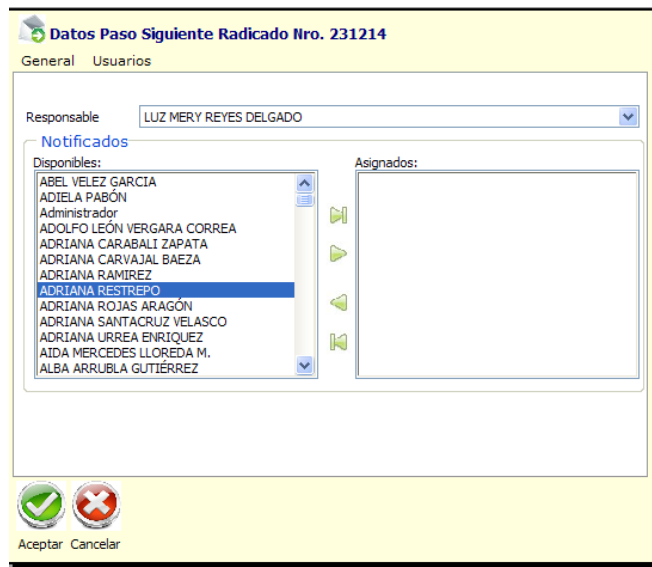 Datos Paso Siguiente Radicado Nro. 231214
General Usuarios
Responsable LUZ MERY REYES DELGADO
Notificados
Disponibles: Asignados:
ABEL VELEZ GARCIA
ADIELA PABÓN
Administrador
ADOLFO LEÓN VERGARA CORREA
ADRIANA CARABALI ZAPATA
ADRIANA CARVAJAL BAEZA
ADRIANA RAMIREZ
ADRIANA RESTREPO
ADRIANA ROJAS ARAGÓN
ADRIANA SANTACRUZ VELASCO
ADRIANA URREA ENRIQUEZ
AIDA MERCEDES LLOREDA M.
ALBA ARRUBLA GUTIÉRREZ
Aceptar Cancelar